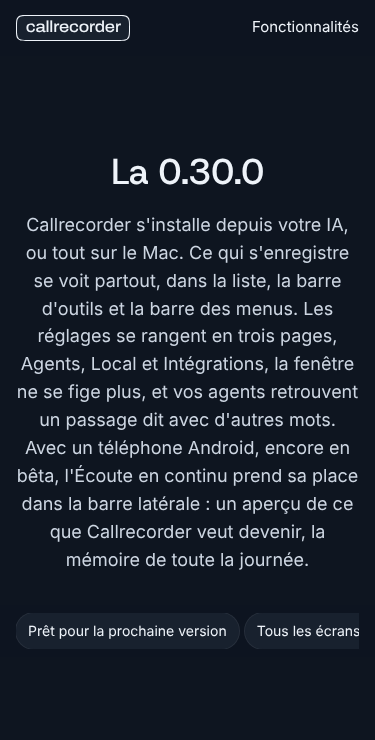 callrecorder
Fonctionnalités
La 0.30.0
Callrecorder s'installe depuis votre IA,
ou tout sur le Mac. Ce qui s'enregistre
se voit partout, dans la liste, la barre
d'outils et la barre des menus. Les
réglages se rangent en trois pages,
Agents, Local et Intégrations, la fenêtre
ne se fige plus, et vos agents retrouvent
un passage dit avec d'autres mots.
Avec un téléphone Android, encore en
bêta, l'Écoute en continu prend sa place
dans la barre latérale : un aperçu de ce
que Callrecorder veut devenir, la
mémoire de toute la journée.
Prêt pour la prochaine version
Tous les écrans